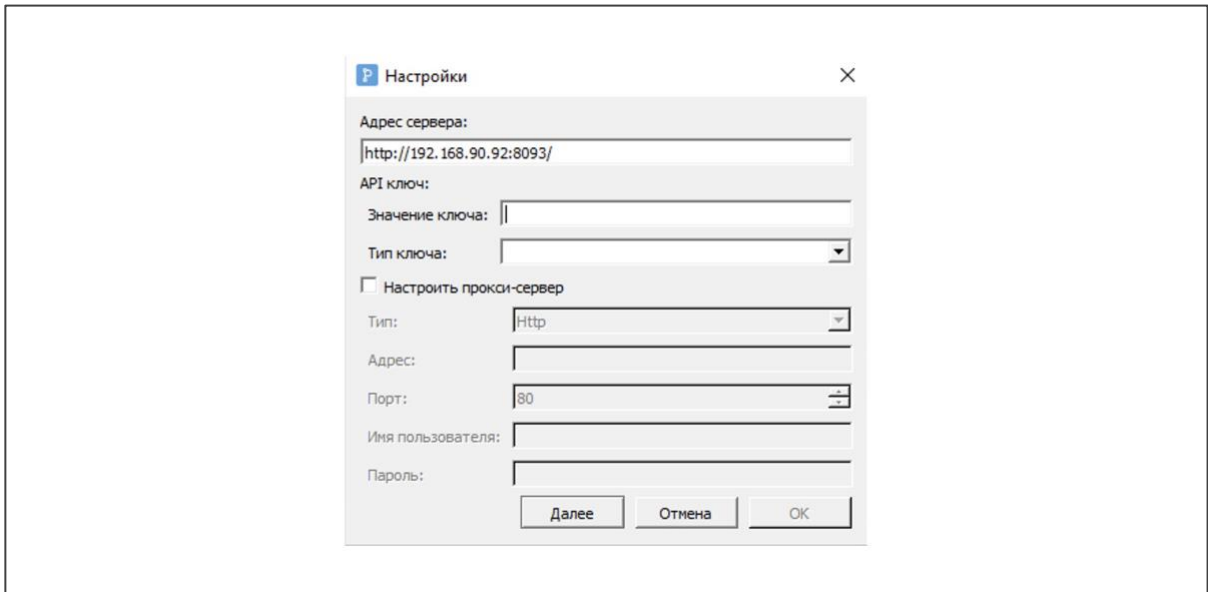 Настройки
Адрес сервера:
http://192.168.90.92:8093/
API ключ:
Значение ключа:
Тип ключа:
Настроить прокси-сервер
Тип: Http
Адрес:
Порт: 80
Имя пользователя:
Пароль:
Далее Отмена OK